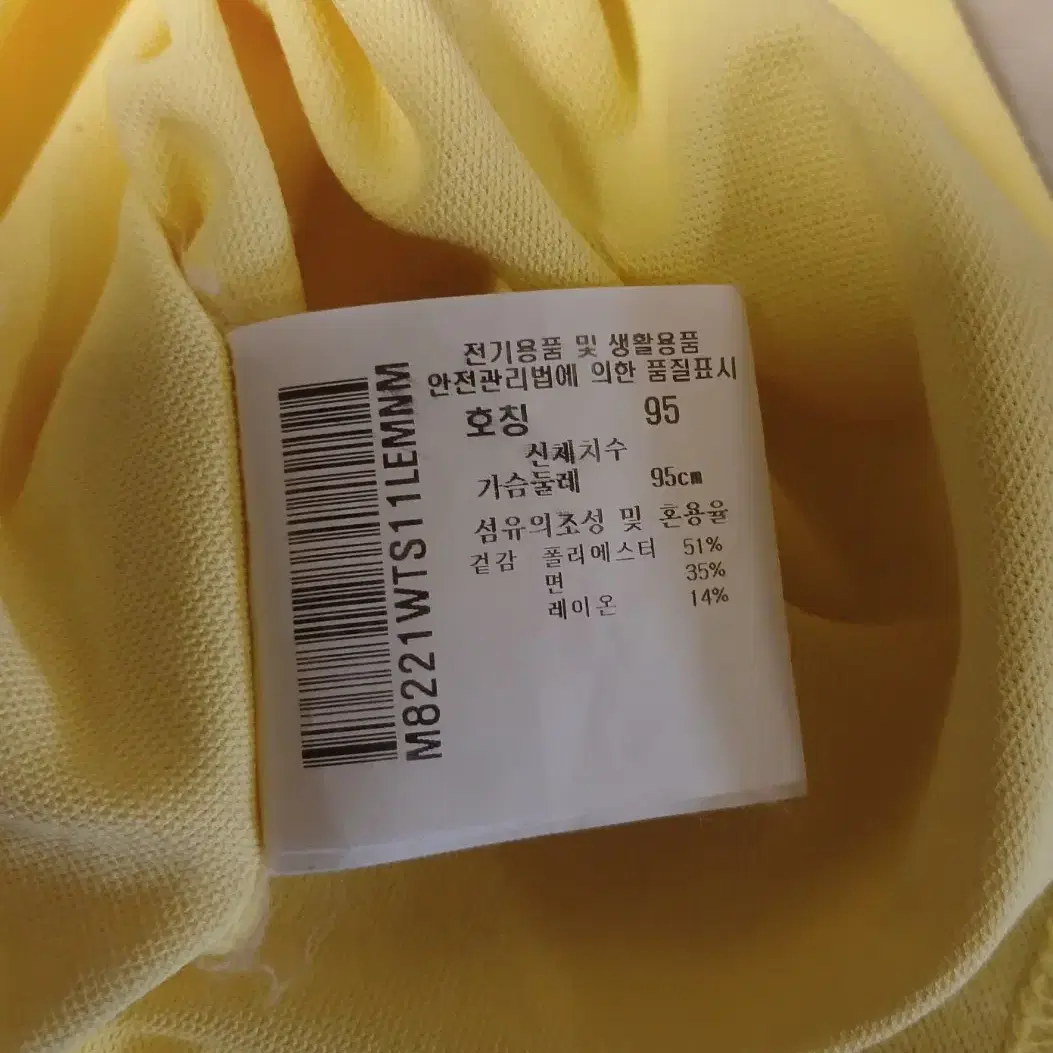 전기용품 및 생활용품
안전관리법에 의한 품질표시
호칭 95
신체치수
가슴둘레 95cm
섬유의조성 및 혼용율
겉감 폴리에스터 51%
면 35%
레이온 14%
M8221WTS11LEMNM